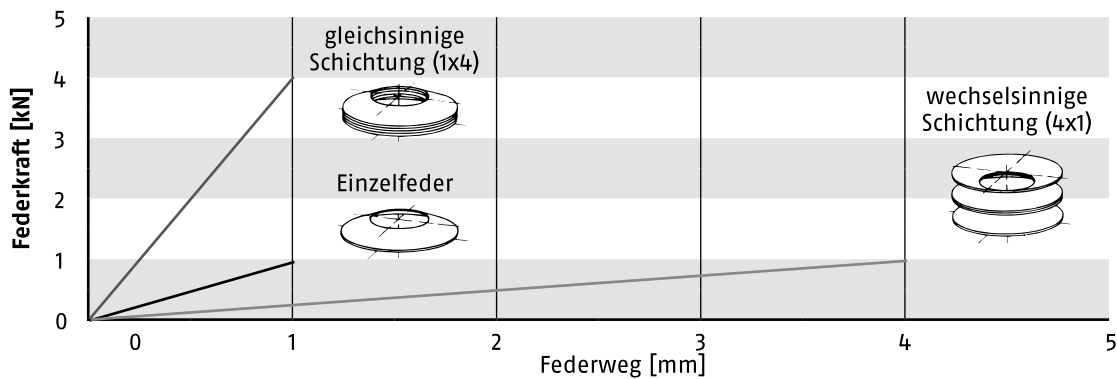 5
gleichsinnige
Schichtung (1x4)
4
wechselsinnige
Schichtung (4x1)
3
Federkraft [kN]
Einzelfeder
2
1
0
0 1 2 3 4 5
Federweg [mm]